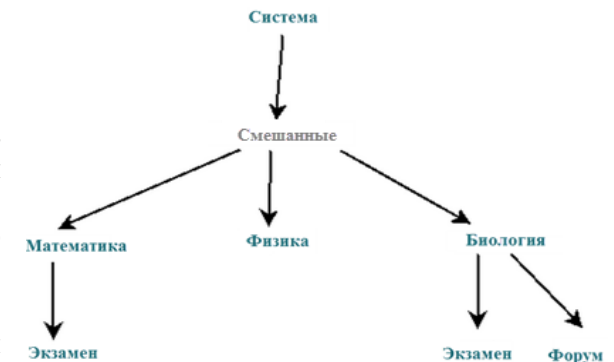 Система
Смешанные
Математика
Физика
Биология
Экзамен
Экзамен
Форум